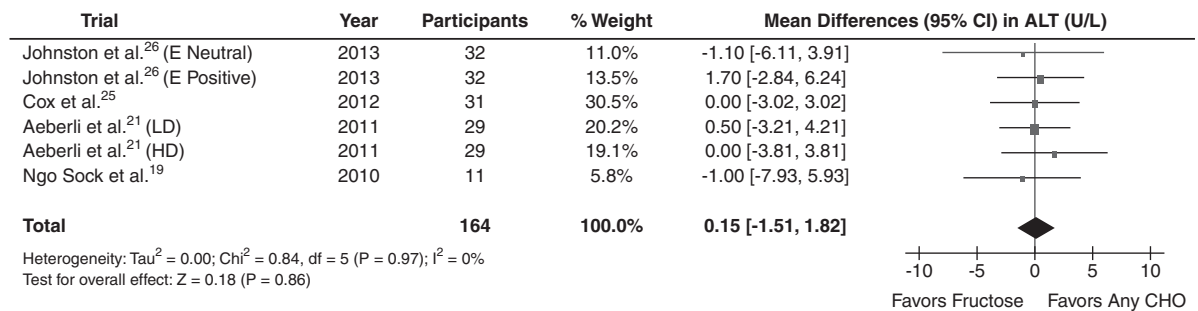 Trial Year Participants % Weight Mean Differences (95% CI) in ALT (U/L)
Johnston et al.26 (E Neutral) 2013 32 11.0% -1.10 [-6.11, 3.91]
Johnston et al.26 (E Positive) 2013 32 13.5% 1.70 [-2.84, 6.24]
Cox et al.25 2012 31 30.5% 0.00 [-3.02, 3.02]
Aeberli et al.21 (LD) 2011 29 20.2% 0.50 [-3.21, 4.21]
Aeberli et al.21 (HD) 2011 29 19.1% 0.00 [-3.81, 3.81]
Ngo Sock et al.19 2010 11 5.8% -1.00 [-7.93, 5.93]
Total 164 100.0% 0.15 [-1.51, 1.82]
Heterogeneity: Tau2 = 0.00; Chi2 = 0.84, df = 5 (P = 0.97); I2 = 0%
Test for overall effect: Z = 0.18 (P = 0.86)
-10 -5 0 5 10
Favors Fructose Favors Any CHO